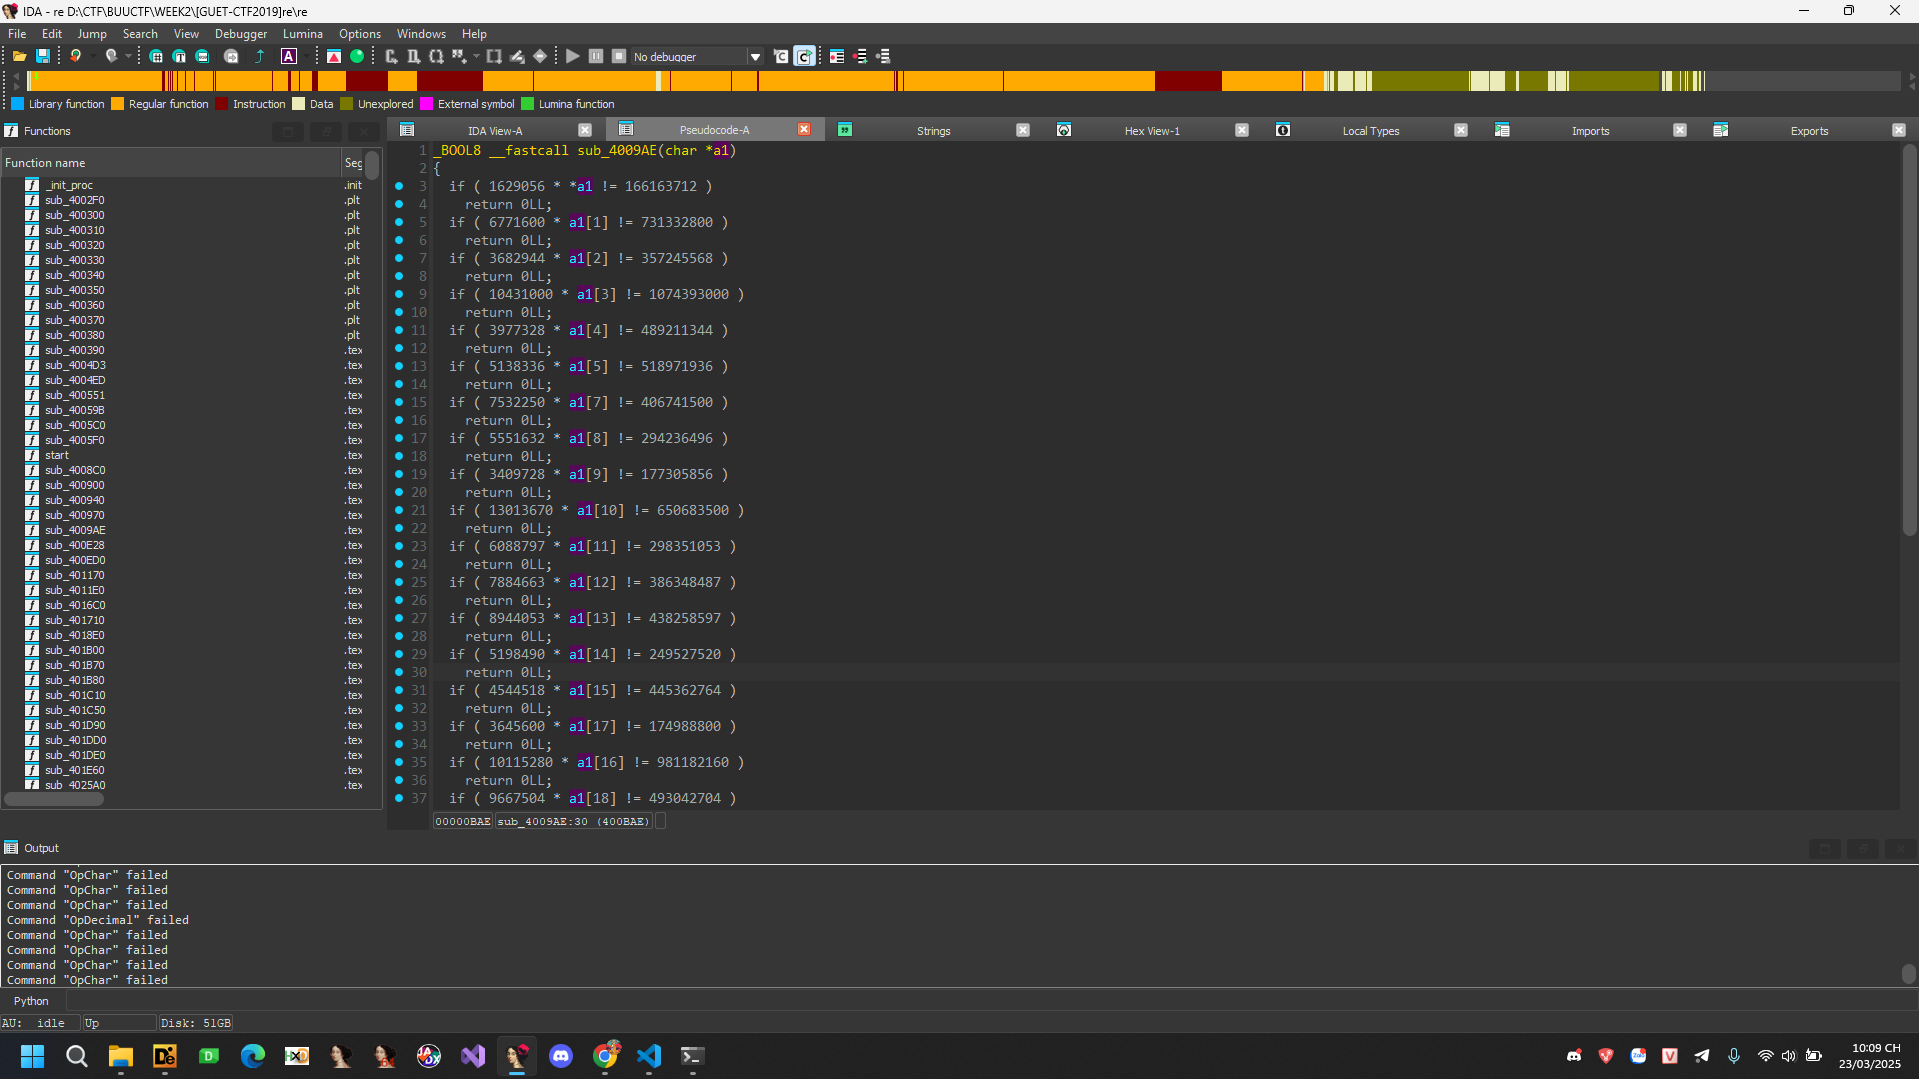 IDA - re D:\CTF\BUUCTF\WEEK2\[GUET-CTF2019]re\re
File Edit Jump Search View Debugger Lumina Options Windows Help
No debugger
Library function Regular function Instruction Data Unexplored External symbol Lumina function
Functions
IDA View-A Pseudocode-A Strings Hex View-1 Local Types Imports Exports
Function name Seg
_init_proc .init
sub_4002F0 .plt
sub_400300 .plt
sub_400310 .plt
sub_400320 .plt
sub_400330 .plt
sub_400340 .plt
sub_400350 .plt
sub_400360 .plt
sub_400370 .plt
sub_400380 .plt
sub_400390 .tex
sub_4004D3 .tex
sub_4004ED .tex
sub_400551 .tex
sub_40059B .tex
sub_4005C0 .tex
sub_4005F0 .tex
start .tex
sub_4008C0 .tex
sub_400900 .tex
sub_400940 .tex
sub_400970 .tex
sub_4009AE .tex
sub_400E28 .tex
sub_400ED0 .tex
sub_401170 .tex
sub_4011E0 .tex
sub_4016C0 .tex
sub_401710 .tex
sub_4018E0 .tex
sub_401B00 .tex
sub_401B70 .tex
sub_401B80 .tex
sub_401C10 .tex
sub_401C50 .tex
sub_401D90 .tex
sub_401DD0 .tex
sub_401DE0 .tex
sub_401E60 .tex
sub_4025A0 .tex
1 _BOOL8 __fastcall sub_4009AE(char *a1)
2 {
3 if ( 1629056 * *a1 != 166163712 )
4 return 0LL;
5 if ( 6771600 * a1[1] != 731332800 )
6 return 0LL;
7 if ( 3682944 * a1[2] != 357245568 )
8 return 0LL;
9 if ( 10431000 * a1[3] != 1074393000 )
10 return 0LL;
11 if ( 3977328 * a1[4] != 489211344 )
12 return 0LL;
13 if ( 5138336 * a1[5] != 518971936 )
14 return 0LL;
15 if ( 7532250 * a1[7] != 406741500 )
16 return 0LL;
17 if ( 5551632 * a1[8] != 294236496 )
18 return 0LL;
19 if ( 3409728 * a1[9] != 177305856 )
20 return 0LL;
21 if ( 13013670 * a1[10] != 650683500 )
22 return 0LL;
23 if ( 6088797 * a1[11] != 298351053 )
24 return 0LL;
25 if ( 7884663 * a1[12] != 386348487 )
26 return 0LL;
27 if ( 8944053 * a1[13] != 438258597 )
28 return 0LL;
29 if ( 5198490 * a1[14] != 249527520 )
30 return 0LL;
31 if ( 4544518 * a1[15] != 445362764 )
32 return 0LL;
33 if ( 3645600 * a1[17] != 174988800 )
34 return 0LL;
35 if ( 10115280 * a1[16] != 981182160 )
36 return 0LL;
37 if ( 9667504 * a1[18] != 493042704 )
00000BAE sub_4009AE:30 (400BAE)
Output
Command "OpChar" failed
Command "OpChar" failed
Command "OpChar" failed
Command "OpDecimal" failed
Command "OpChar" failed
Command "OpChar" failed
Command "OpChar" failed
Command "OpChar" failed
Python
AU: idle Up Disk: 51GB
10:09 CH
23/03/2025